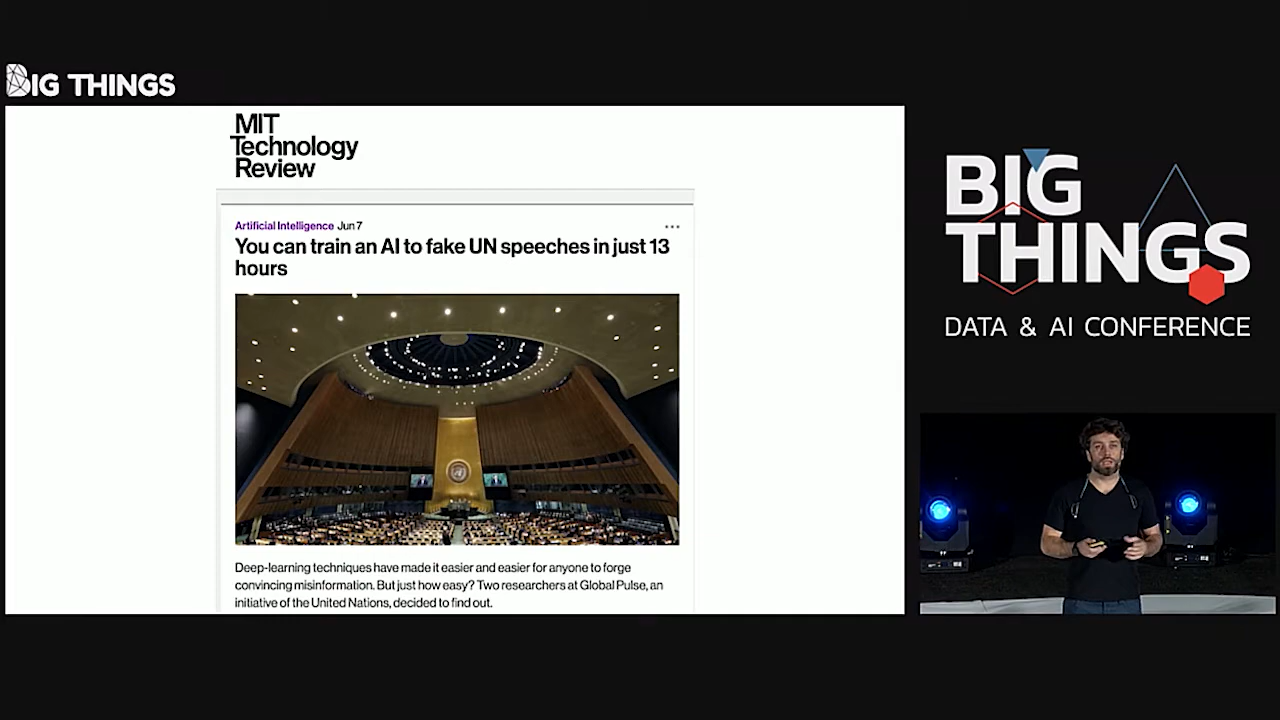 BIG THINGS
MIT
Technology
Review
Artificial Intelligence Jun 7
You can train an AI to fake UN speeches in just 13
hours
Deep-learning techniques have made it easier and easier for anyone to forge
convincing misinformation. But just how easy? Two researchers at Global Pulse, an
initiative of the United Nations, decided to find out.
BIG
THINGS
DATA & AI CONFERENCE